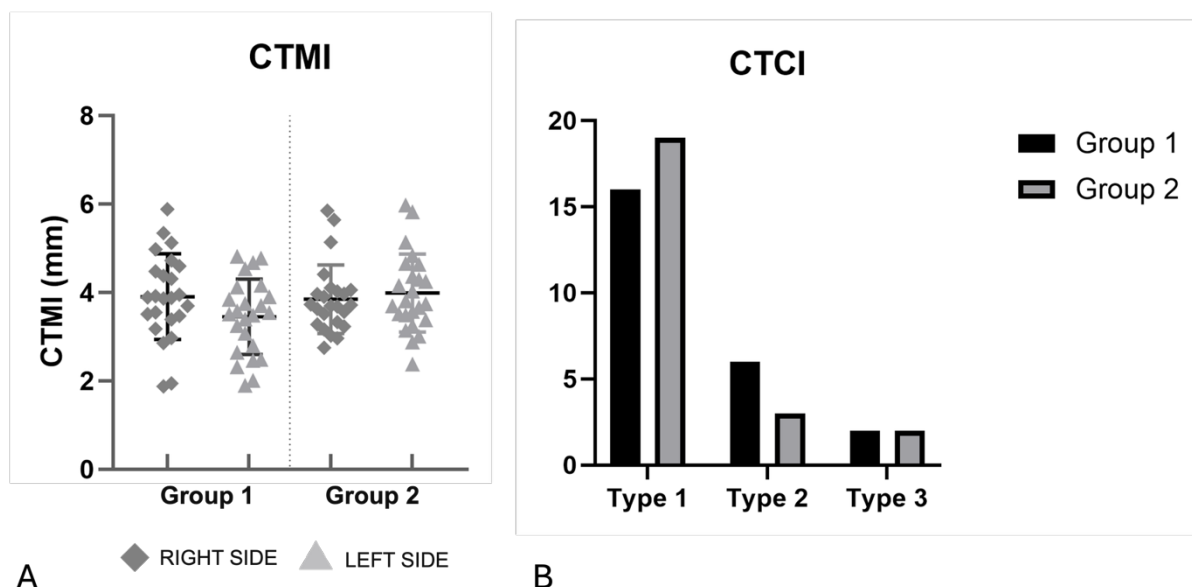 CTMI
CTMI (mm)
8
6
4
2
0
Group 1
Group 2
RIGHT SIDE
LEFT SIDE
A
CTCI
20
15
10
5
0
Type 1
Type 2
Type 3
Group 1
Group 2
B